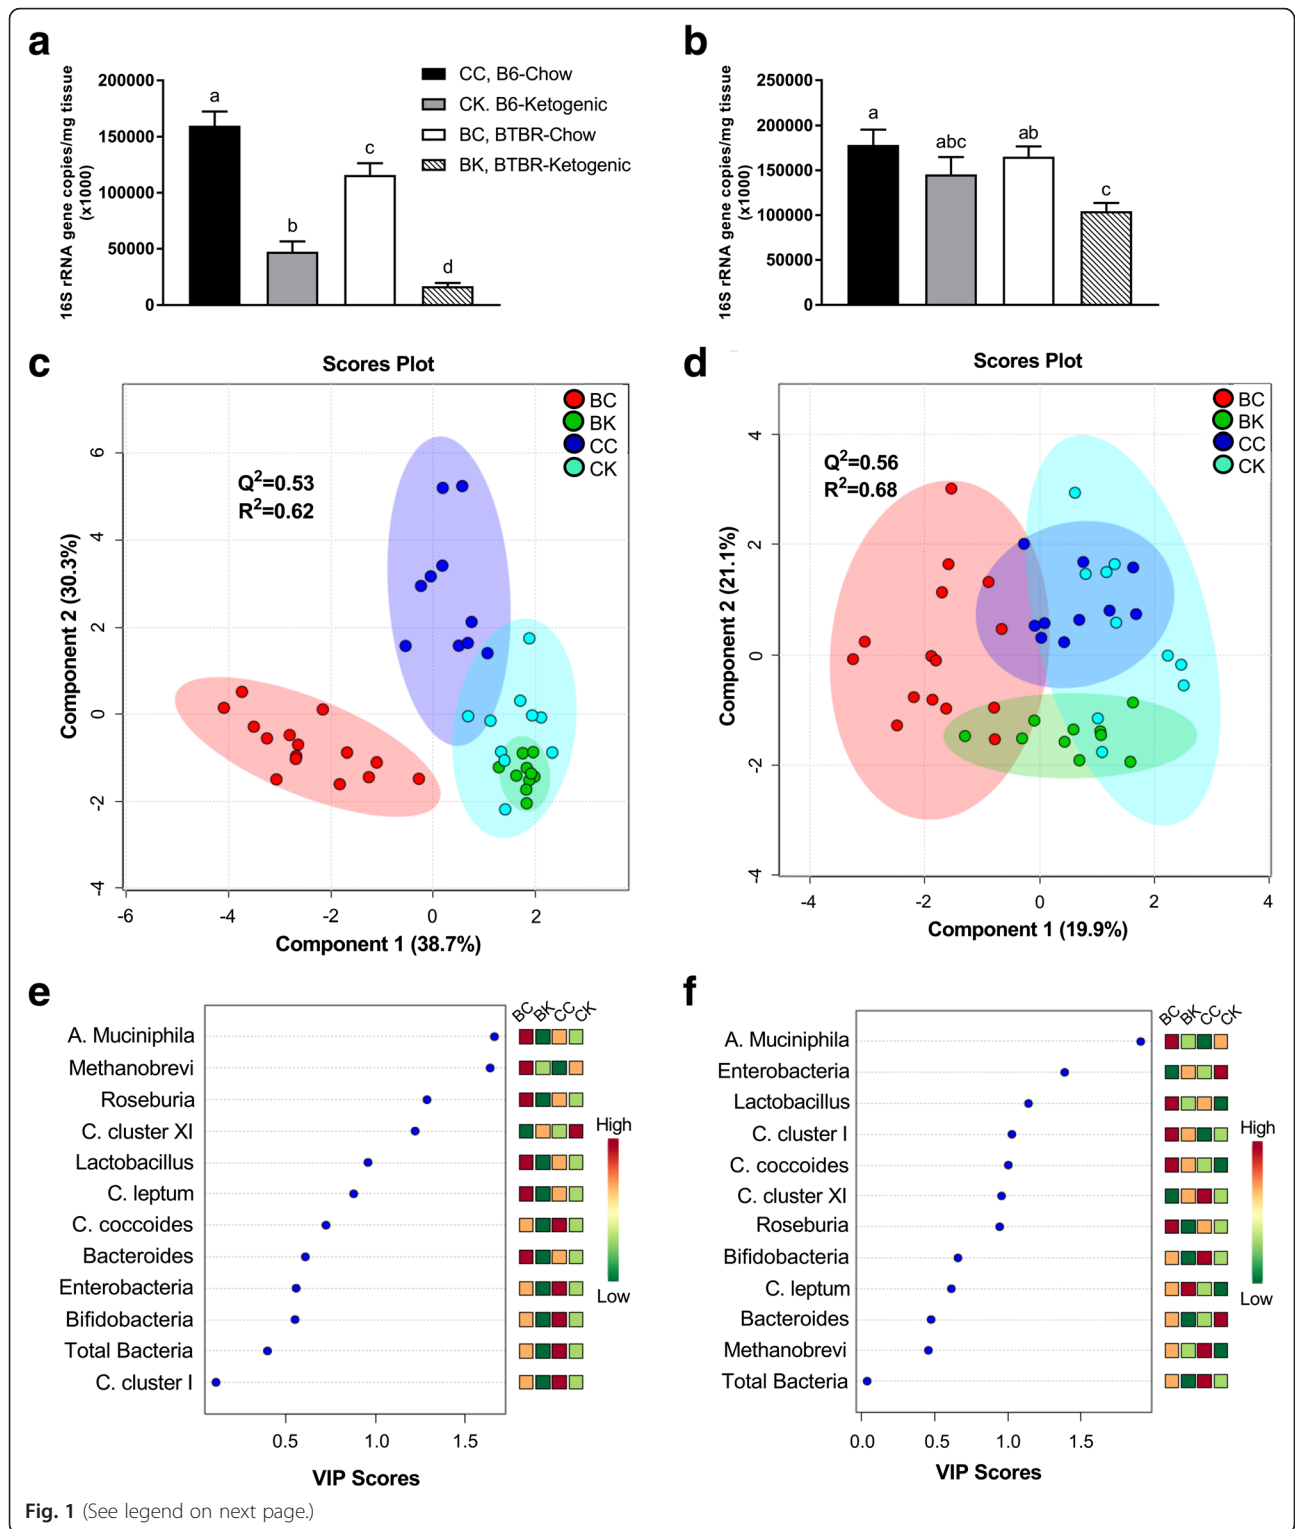 a
200000
150000
100000
50000
0
16S rRNA gene copies/mg tissue
(x1000)
a
b
c
d
CC, B6-Chow
CK. B6-Ketogenic
BC, BTBR-Chow
BK, BTBR-Ketogenic
b
250000
200000
150000
100000
50000
0
16S rRNA gene copies/mg tissue
(x1000)
a
abc
ab
c
c
Scores Plot
BC
BK
CC
CK
Q²=0.53
R²=0.62
6
4
2
0
-2
-4
Component 2 (30.3%)
-6 -4 -2 0 2
Component 1 (38.7%)
d
Scores Plot
BC
BK
CC
CK
Q²=0.56
R²=0.68
4
2
0
-2
-4
Component 2 (21.1%)
-4 -2 0 2 4
Component 1 (19.9%)
e
BC BK CC CK
A. Muciniphila
Methanobrevi
Roseburia
C. cluster XI
Lactobacillus
C. leptum
C. coccoides
Bacteroides
Enterobacteria
Bifidobacteria
Total Bacteria
C. cluster I
High
Low
0.5 1.0 1.5
VIP Scores
f
BC BK CC CK
A. Muciniphila
Enterobacteria
Lactobacillus
C. cluster I
C. coccoides
C. cluster XI
Roseburia
Bifidobacteria
C. leptum
Bacteroides
Methanobrevi
Total Bacteria
High
Low
0.0 0.5 1.0 1.5
VIP Scores
Fig. 1 (See legend on next page.)